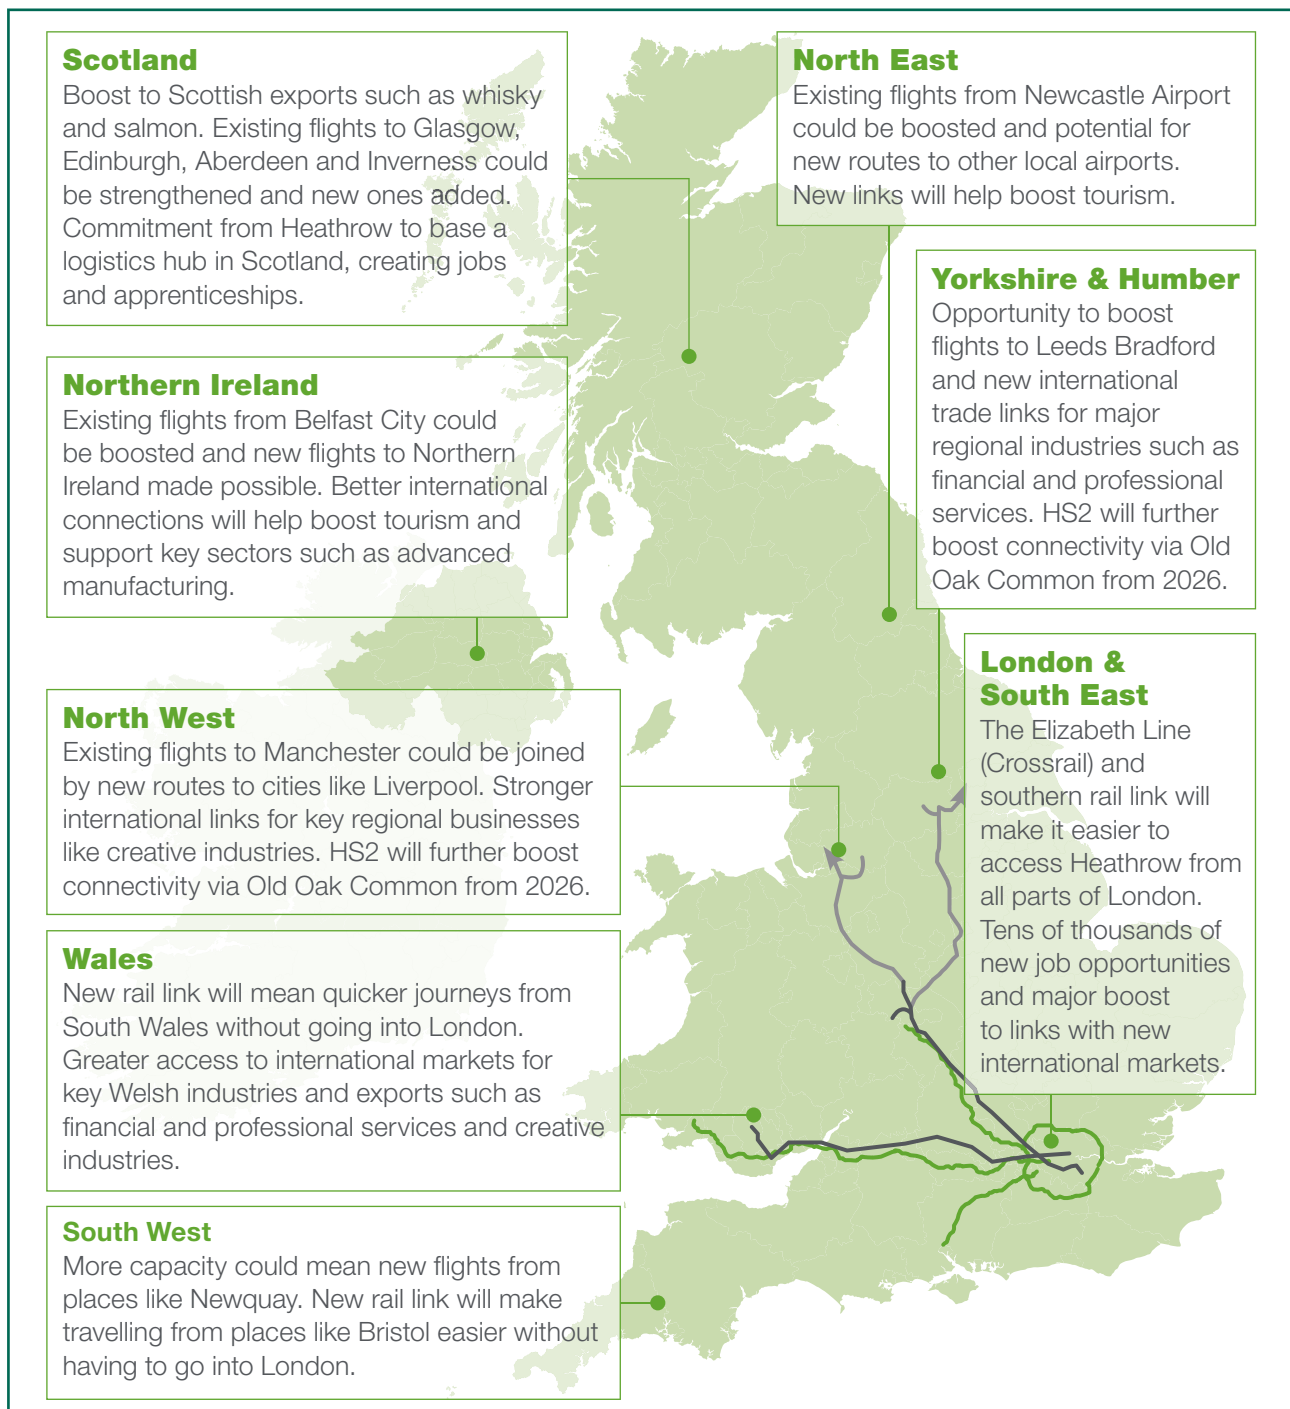 Scotland
Boost to Scottish exports such as whisky
and salmon. Existing flights to Glasgow,
Edinburgh, Aberdeen and Inverness could
be strengthened and new ones added.
Commitment from Heathrow to base a
logistics hub in Scotland, creating jobs
and apprenticeships.
North East
Existing flights from Newcastle Airport
could be boosted and potential for
new routes to other local airports.
New links will help boost tourism.
Yorkshire & Humber
Opportunity to boost
flights to Leeds Bradford
and new international
trade links for major
regional industries such as
financial and professional
services. HS2 will further
boost connectivity via Old
Oak Common from 2026.
Northern Ireland
Existing flights from Belfast City could
be boosted and new flights to Northern
Ireland made possible. Better international
connections will help boost tourism and
support key sectors such as advanced
manufacturing.
London &
South East
The Elizabeth Line
(Crossrail) and
southern rail link will
make it easier to
access Heathrow from
all parts of London.
Tens of thousands of
new job opportunities
and major boost
to links with new
international markets.
North West
Existing flights to Manchester could be joined
by new routes to cities like Liverpool. Stronger
international links for key regional businesses
like creative industries. HS2 will further boost
connectivity via Old Oak Common from 2026.
Wales
New rail link will mean quicker journeys from
South Wales without going into London.
Greater access to international markets for
key Welsh industries and exports such as
financial and professional services and creative
industries.
South West
More capacity could mean new flights from
places like Newquay. New rail link will make
travelling from places like Bristol easier without
having to go into London.